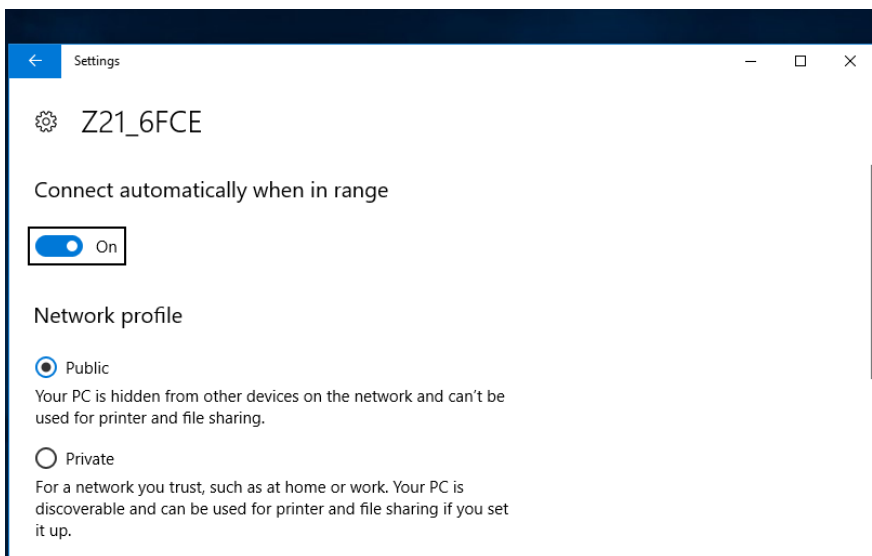 Settings
Z21_6FCE
Connect automatically when in range
On
Network profile
Public
Your PC is hidden from other devices on the network and can't be
used for printer and file sharing.
Private
For a network you trust, such as at home or work. Your PC is
discoverable and can be used for printer and file sharing if you set
it up.